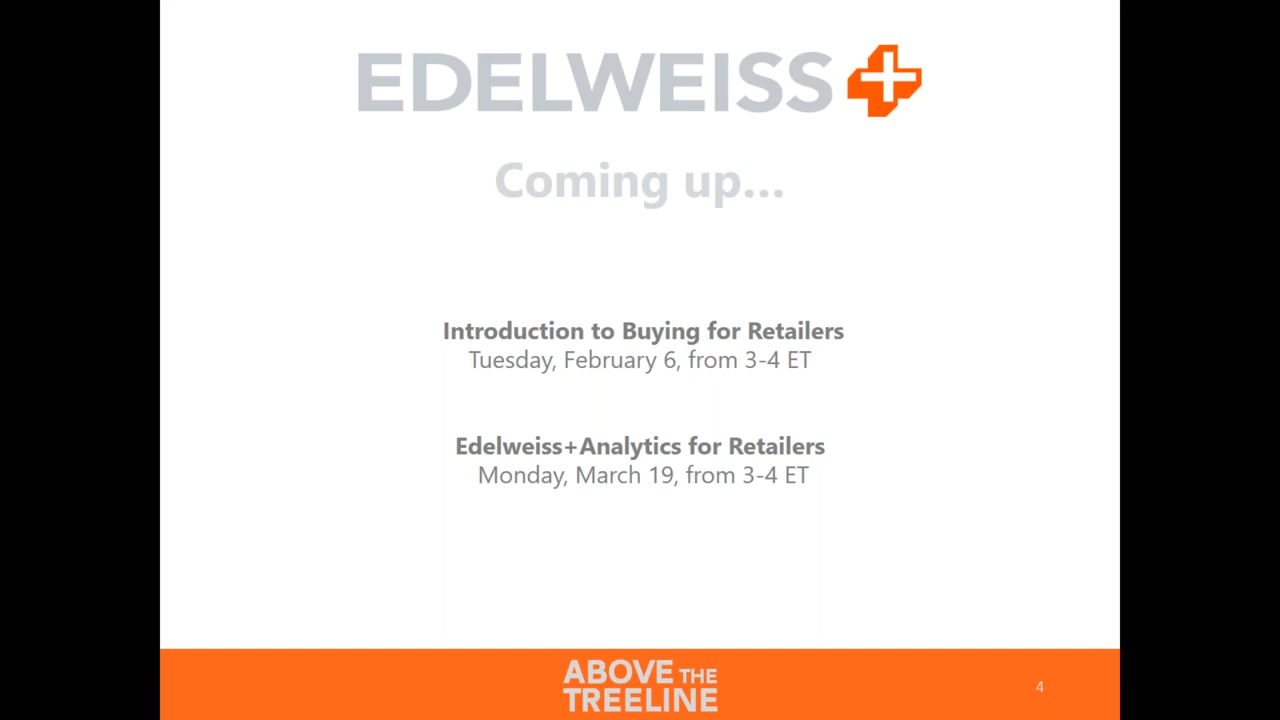 EDELWEISS+
Coming up...
Introduction to Buying for Retailers
Tuesday, February 6, from 3-4 ET
Edelweiss+Analytics for Retailers
Monday, March 19, from 3-4 ET
ABOVE THE
TREELINE
4